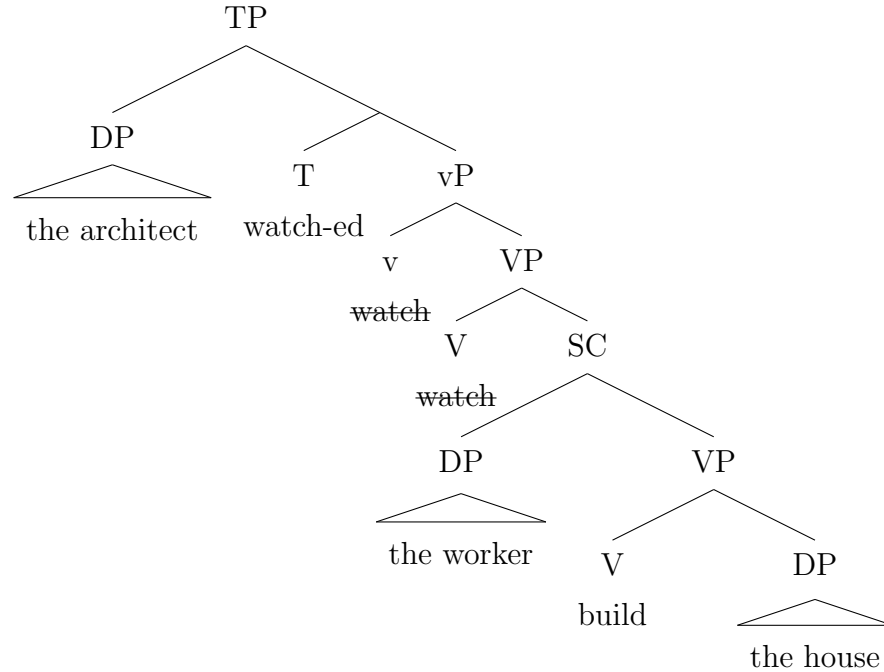 TP
DP
the architect
T
watch-ed
vP
v
watch
VP
V
watch
SC
DP
the worker
VP
V
build
DP
the house